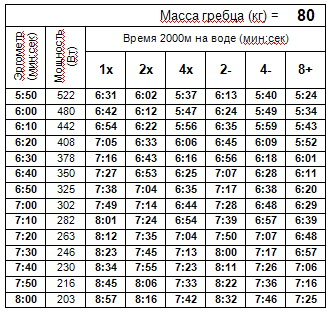 Масса гребца (кг) = 80
Эргометр (мин:сек) Мощность (Вт) Время 2000м на воде (мин:сек)
1x 2x 4x 2- 4- 8+
5:50 522 6:31 6:02 5:37 6:13 5:40 5:24
6:00 480 6:42 6:12 5:47 6:24 5:49 5:34
6:10 442 6:54 6:22 5:56 6:35 5:59 5:43
6:20 408 7:05 6:33 6:06 6:45 6:09 5:52
6:30 378 7:16 6:43 6:16 6:56 6:18 6:01
6:40 350 7:27 6:53 6:25 7:07 6:28 6:11
6:50 325 7:38 7:04 6:35 7:17 6:38 6:20
7:00 302 7:49 7:14 6:44 7:28 6:48 6:29
7:10 282 8:01 7:24 6:54 7:39 6:57 6:39
7:20 263 8:12 7:35 7:04 7:50 7:07 6:48
7:30 246 8:23 7:45 7:13 8:00 7:17 6:57
7:40 230 8:34 7:55 7:23 8:11 7:26 7:06
7:50 216 8:45 8:06 7:33 8:22 7:36 7:16
8:00 203 8:57 8:16 7:42 8:32 7:46 7:25